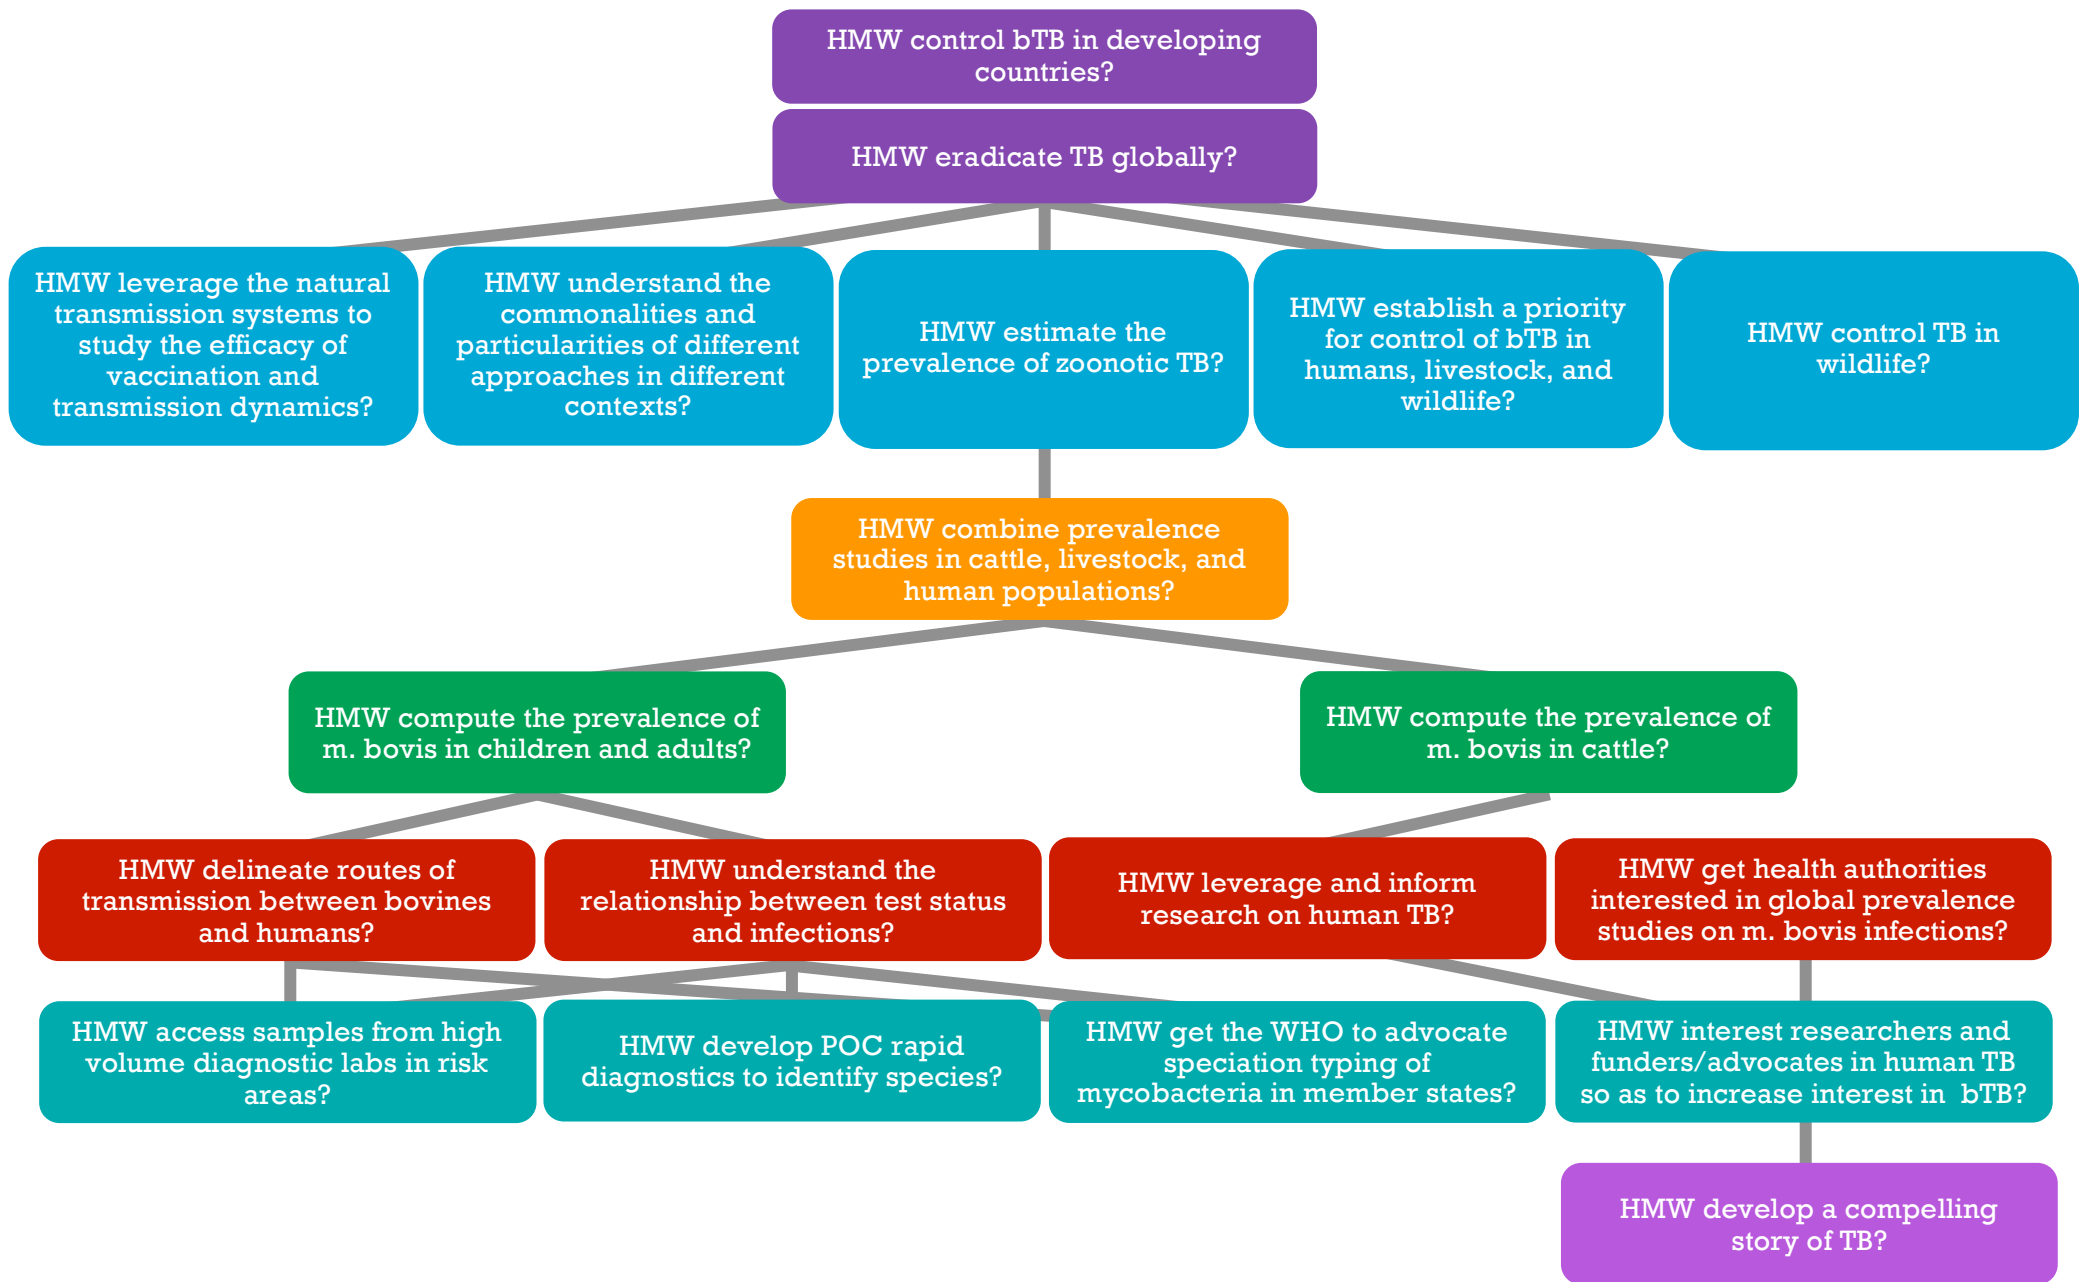 HMW control bTB in developing
countries?
HMW eradicate TB globally?
HMW leverage the natural
transmission systems to
study the efficacy of
vaccination and
transmission dynamics?
HMW understand the
commonalities and
particularities of different
approaches in different
contexts?
HMW estimate the
prevalence of zoonotic TB?
HMW establish a priority
for control of bTB in
humans, livestock, and
wildlife?
HMW control TB in
wildlife?
HMW combine prevalence
studies in cattle, livestock, and
human populations?
HMW compute the prevalence of
m. bovis in children and adults?
HMW compute the prevalence of
m. bovis in cattle?
HMW delineate routes of
transmission between bovines
and humans?
HMW understand the
relationship between test status
and infections?
HMW leverage and inform
research on human TB?
HMW get health authorities
interested in global prevalence
studies on m. bovis infections?
HMW access samples from high
volume diagnostic labs in risk
areas?
HMW develop POC rapid
diagnostics to identify species?
HMW get the WHO to advocate
speciation typing of
mycobacteria in member states?
HMW interest researchers and
funders/advocates in human TB
so as to increase interest in  bTB?
HMW develop a compelling
story of TB?